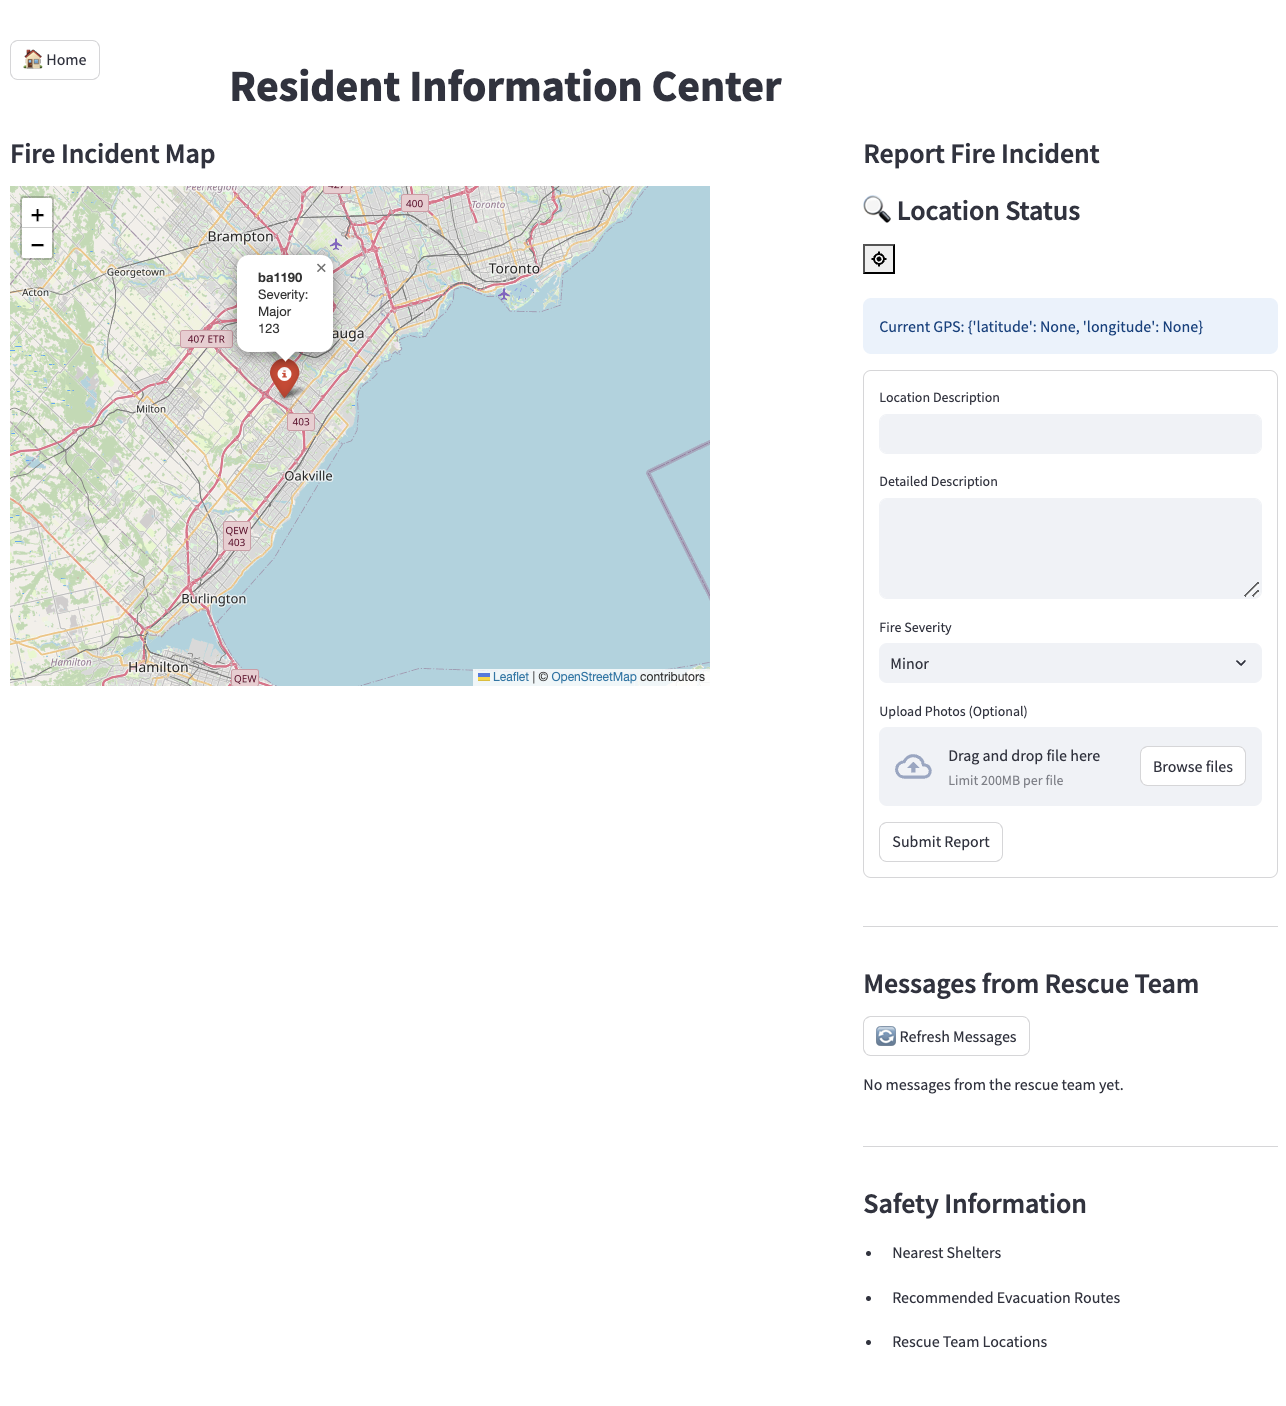 Home
Resident Information Center
Fire Incident Map
Peel Region
427
400
Toronto
Brampton
Georgetown
Toronto
Acton
ba1190
×
Severity:
Major
123
auga
407 ETR
Milton
403
Oakville
QEW
403
Burlington
Hamilton
Hamilton
QEW
+
−
Leaflet | © OpenStreetMap contributors
Report Fire Incident
Location Status
Current GPS: {'latitude': None, 'longitude': None}
Location Description
Detailed Description
Fire Severity
Minor
Upload Photos (Optional)
Drag and drop file here
Limit 200MB per file
Browse files
Submit Report
Messages from Rescue Team
Refresh Messages
No messages from the rescue team yet.
Safety Information
• Nearest Shelters
• Recommended Evacuation Routes
• Rescue Team Locations